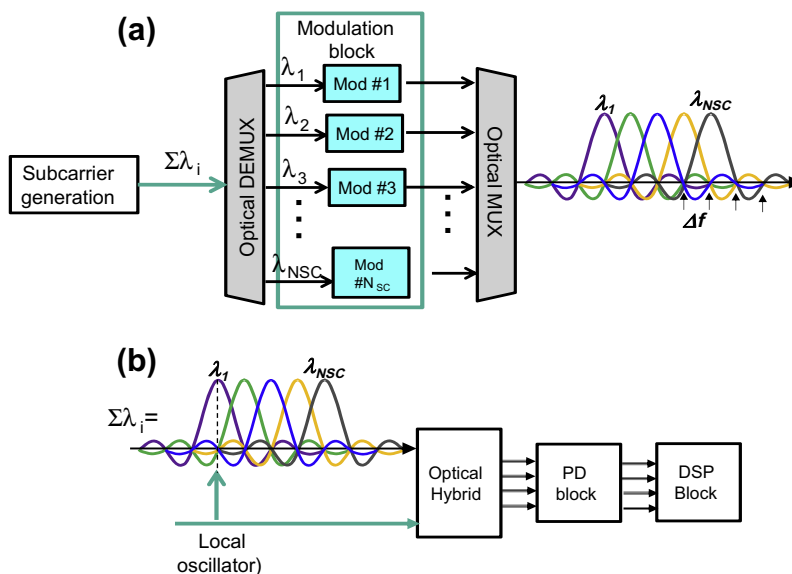 (a)
Modulation
block
Subcarrier
generation
Σλi
Optical DEMUX
λ1
Mod #1
λ2
Mod #2
λ3
Mod #3
λNSC
Mod
#NSC
Optical MUX
λ1
λNSC
Δf
(b)
Σλi=
λ1
λNSC
Local
oscillator)
Optical
Hybrid
PD
block
DSP
Block